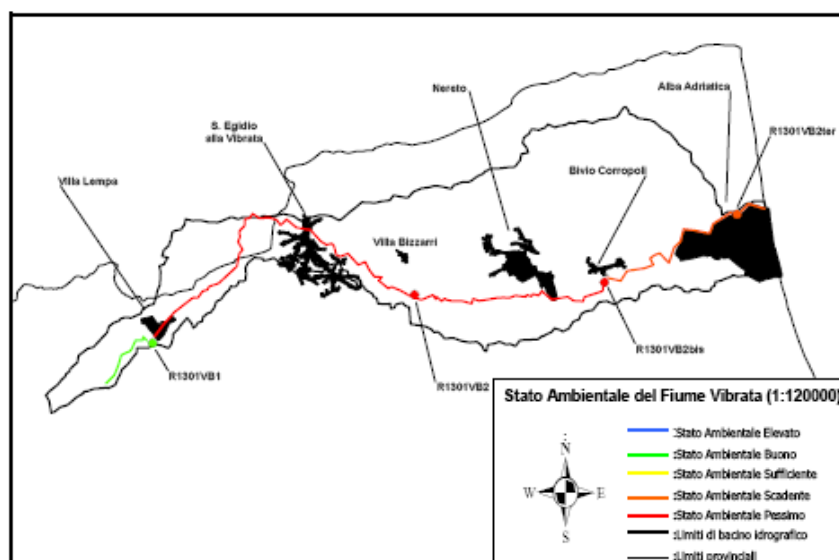 Nereto
Alba Adriatica
S. Egidio
alla Vibrata
R1301VB2ter
Villa Lempa
Bivio Corropoli
Villa Bizzarri
R1301VB1
R1301VB2
R1301VB2bis
Stato Ambientale del Fiume Vibrata (1:120000)
N
W E
S
:Stato Ambientale Elevato
:Stato Ambientale Buono
:Stato Ambientale Sufficiente
:Stato Ambientale Scadente
:Stato Ambientale Pessimo
:Limiti di bacino idrografico
:Limiti provinciali